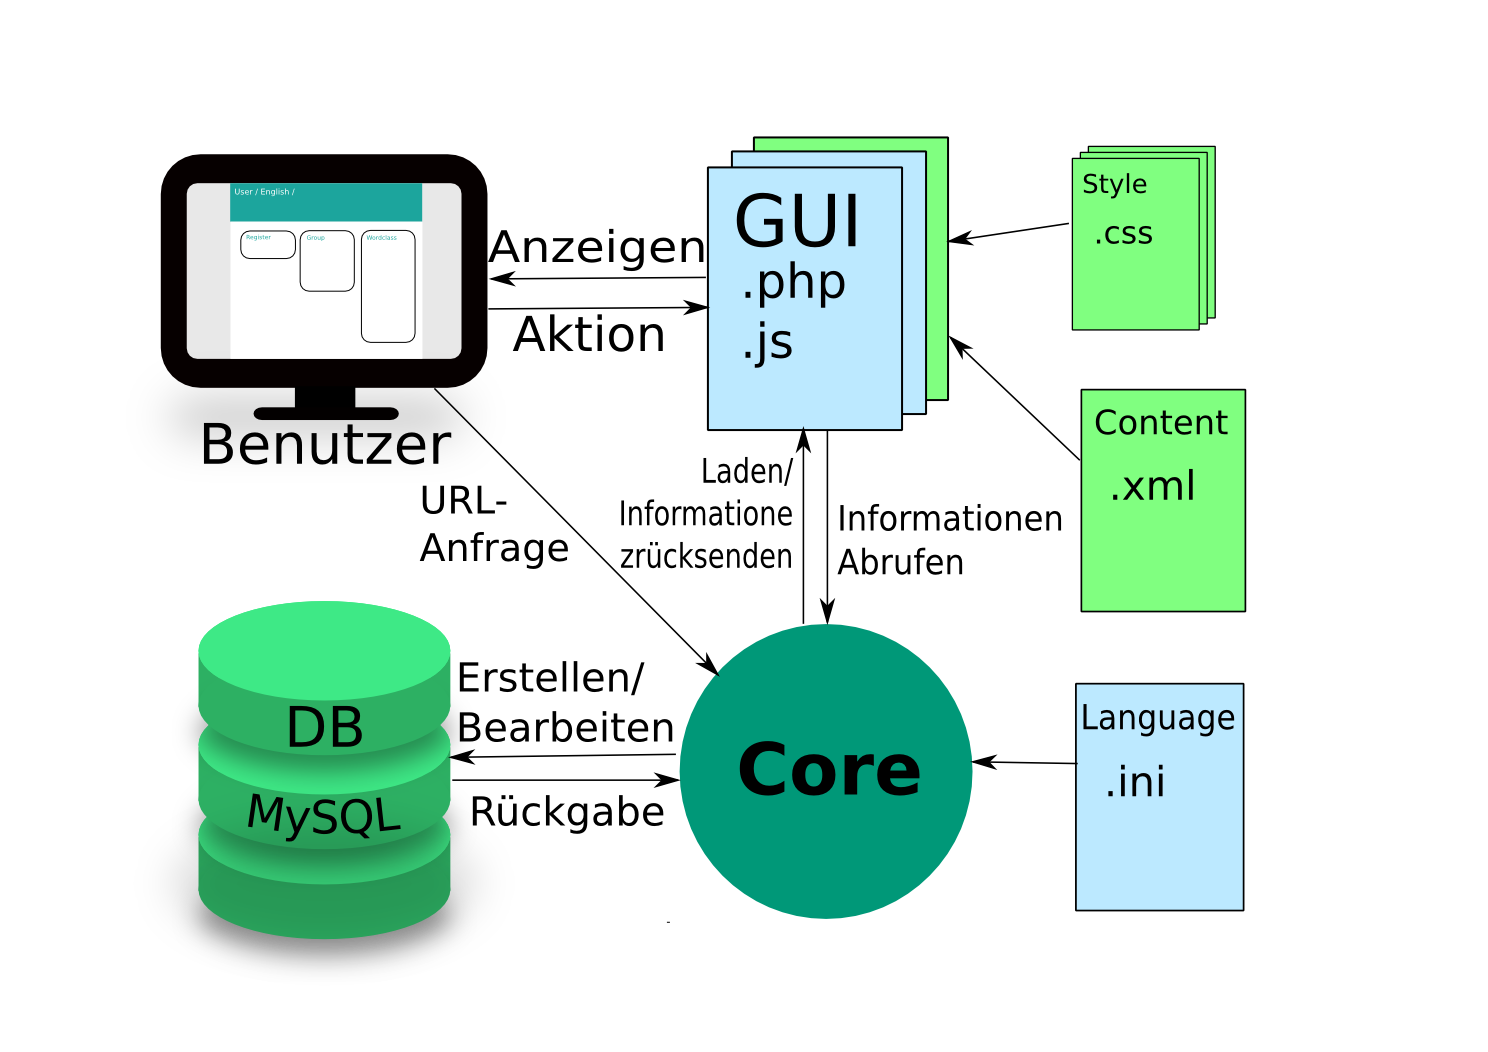 User / English /
Register
Group
Wordclass
Benutzer
Anzeigen
Aktion
GUI
.php
.js
Style
.css
Content
.xml
URL-
Anfrage
Laden/
Informatione
zrücksenden
Informationen
Abrufen
DB
MySQL
Erstellen/
Bearbeiten
Rückgabe
Core
Language
.ini
-